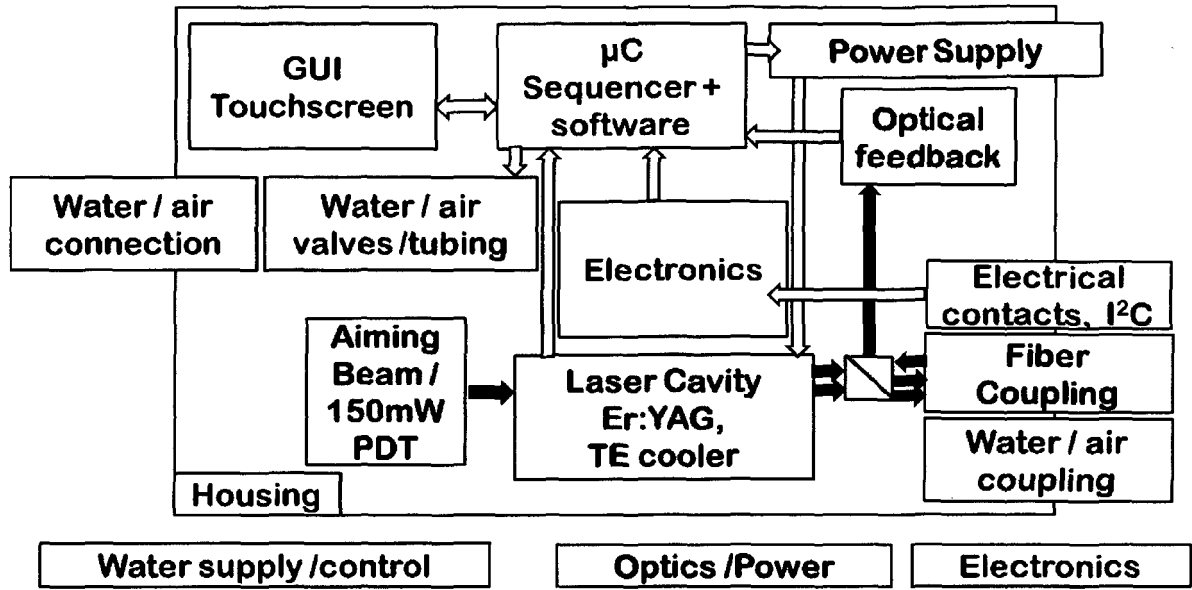 GUI
Touchscreen
µC
Sequencer +
software
Power Supply
Optical
feedback
Water / air
connection
Water / air
valves /tubing
Electronics
Electrical
contacts, I²C
Aiming
Beam /
150mW
PDT
Laser Cavity
Er:YAG,
TE cooler
Fiber
Coupling
Water / air
coupling
Housing
Water supply /control
Optics /Power
Electronics